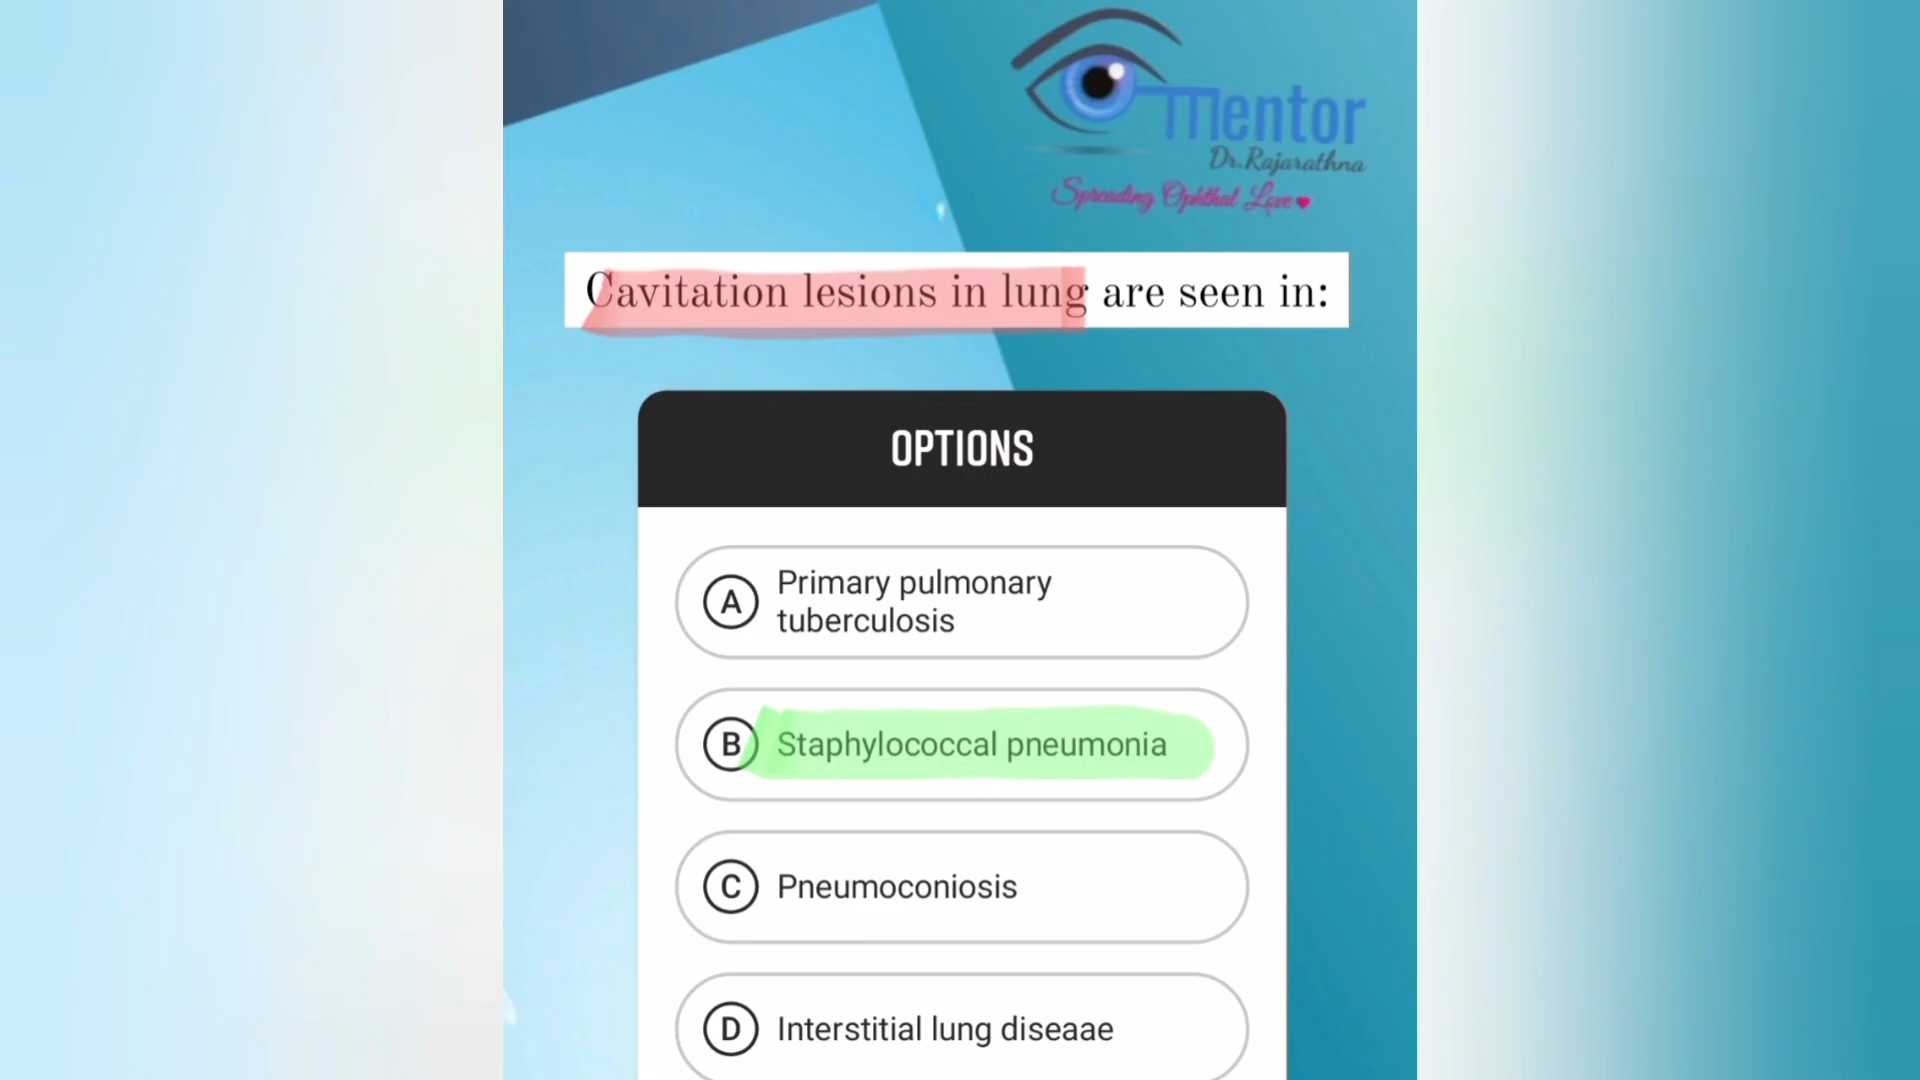 mentor
Dr.Rajarathna
Spreading Ophthal Love
Cavitation lesions in lung are seen in:
OPTIONS
A Primary pulmonary
tuberculosis
B Staphylococcal pneumonia
C Pneumoconiosis
D Interstitial lung diseaae